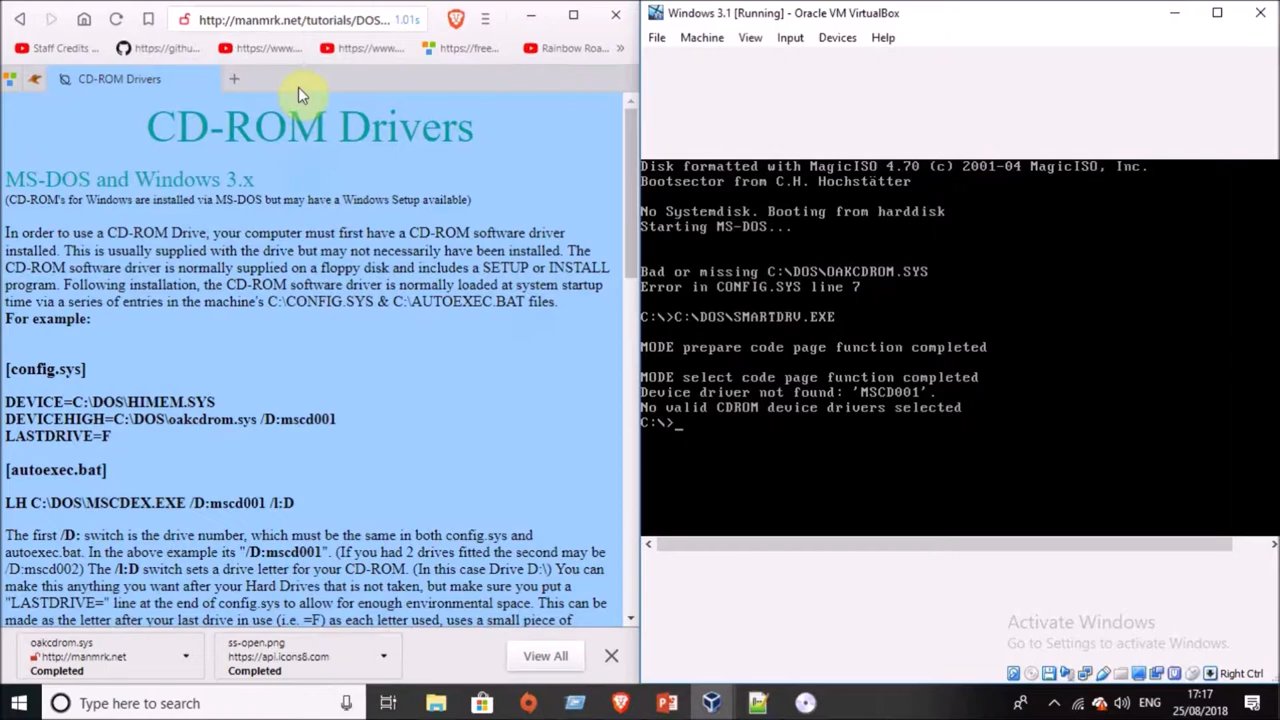 http://manmrk.net/tutorials/DOS... 1.01s
Staff Credits ...
https://githu...
https://www....
https://www....
https://free...
Rainbow Roa...
»
CD-ROM Drivers
CD-ROM Drivers
MS-DOS and Windows 3.x
(CD-ROM's for Windows are installed via MS-DOS but may have a Windows Setup available)
In order to use a CD-ROM Drive, your computer must first have a CD-ROM software driver
installed. This is usually supplied with the drive but may not necessarily have been installed. The
CD-ROM software driver is normally supplied on a floppy disk and includes a SETUP or INSTALL
program. Following installation, the CD-ROM software driver is normally loaded at system startup
time via a series of entries in the machine's C:\CONFIG.SYS & C:\AUTOEXEC.BAT files.
For example:
[config.sys]
DEVICE=C:\DOS\HIMEM.SYS
DEVICEHIGH=C:\DOS\oakcdrom.sys /D:mscd001
LASTDRIVE=F
[autoexec.bat]
LH C:\DOS\MSCDEX.EXE /D:mscd001 /l:D
The first /D: switch is the drive number, which must be the same in both config.sys and
autoexec.bat. In the above example its "/D:mscd001". (If you had 2 drives fitted the second may be
/D:mscd002) The /l:D switch sets a drive letter for your CD-ROM. (In this case Drive D:\) You can
make this anything you want after your Hard Drives that is not taken, but make sure you put a
"LASTDRIVE=" line at the end of config.sys to allow for enough environmental space. This can be
made as the letter after your last drive in use (i.e. =F) as each letter used, uses a small piece of
oakcdrom.sys
http://manmrk.net
Completed
ss-open.png
https://api.icons8.com
Completed
View All
Windows 3.1 [Running] - Oracle VM VirtualBox
File Machine View Input Devices Help
Disk formatted with MagicISO 4.70 (c) 2001-04 MagicISO, Inc.
Bootsector from C.H. Hochstätter
No Systemdisk. Booting from harddisk
Starting MS-DOS...
Bad or missing C:\DOS\OAKCDROM.SYS
Error in CONFIG.SYS line 7
C:\>C:\DOS\SMARTDRV.EXE
MODE prepare code page function completed
MODE select code page function completed
Device driver not found: 'MSCD001'.
No valid CDROM device drivers selected
C:\>_
Activate Windows
Go to Settings to activate Windows.
Right Ctrl
Type here to search
ENG
17:17
25/08/2018